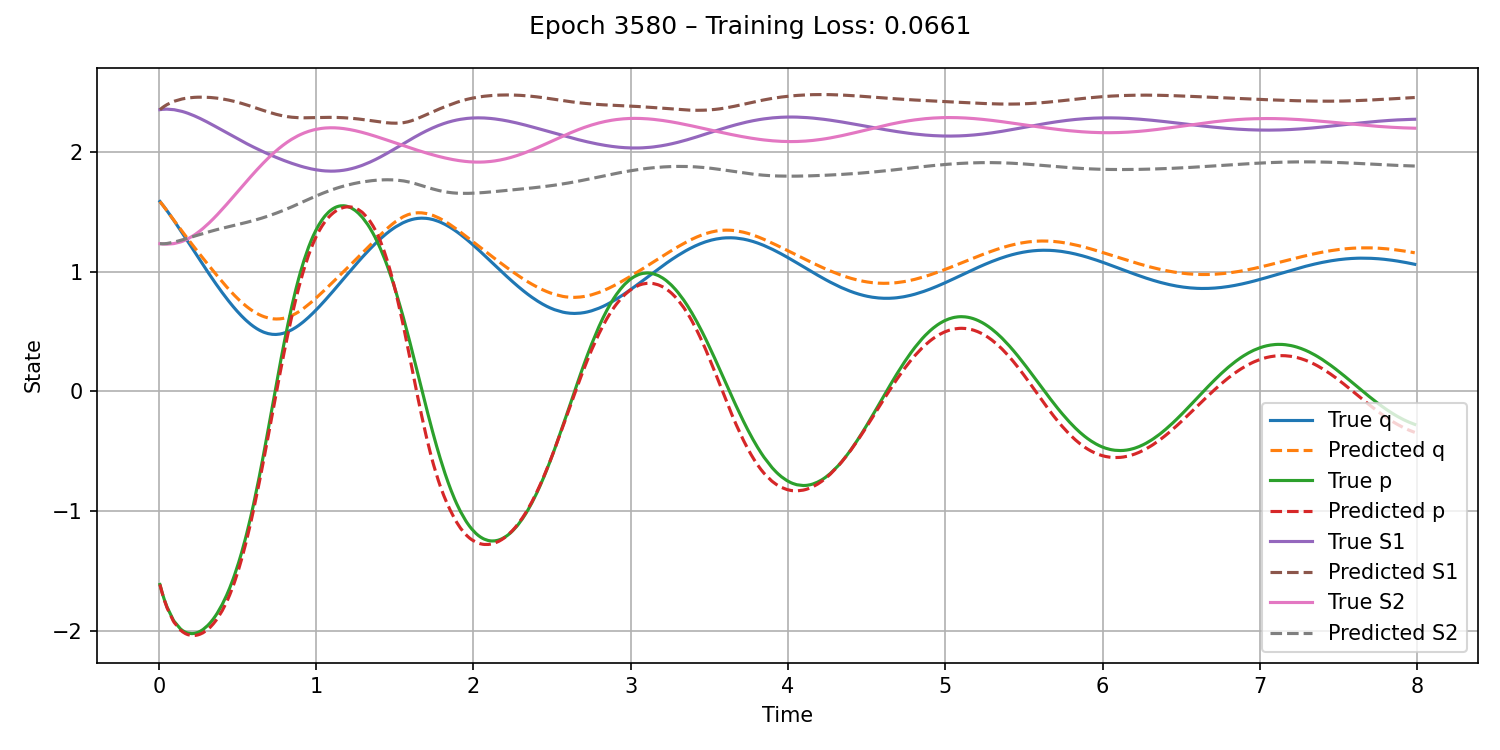 Epoch 3580 – Training Loss: 0.0661
State
2
1
0
−1
−2
0 1 2 3 4 5 6 7 8
Time
True q
Predicted q
True p
Predicted p
True S1
Predicted S1
True S2
Predicted S2